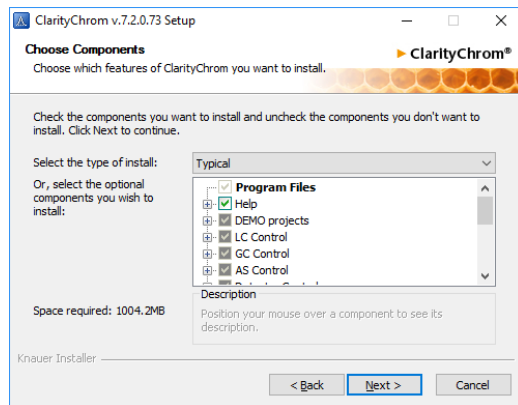 ClarityChrom v.7.2.0.73 Setup
Choose Components
Choose which features of ClarityChrom you want to install.
ClarityChrom®
Check the components you want to install and uncheck the components you don't want to
install. Click Next to continue.
Select the type of install:
Typical
Or, select the optional
components you wish to
install:
Program Files
Help
DEMO projects
LC Control
GC Control
AS Control
Space required: 1004.2MB
Description
Position your mouse over a component to see its
description.
Knauer Installer
< Back
Next >
Cancel